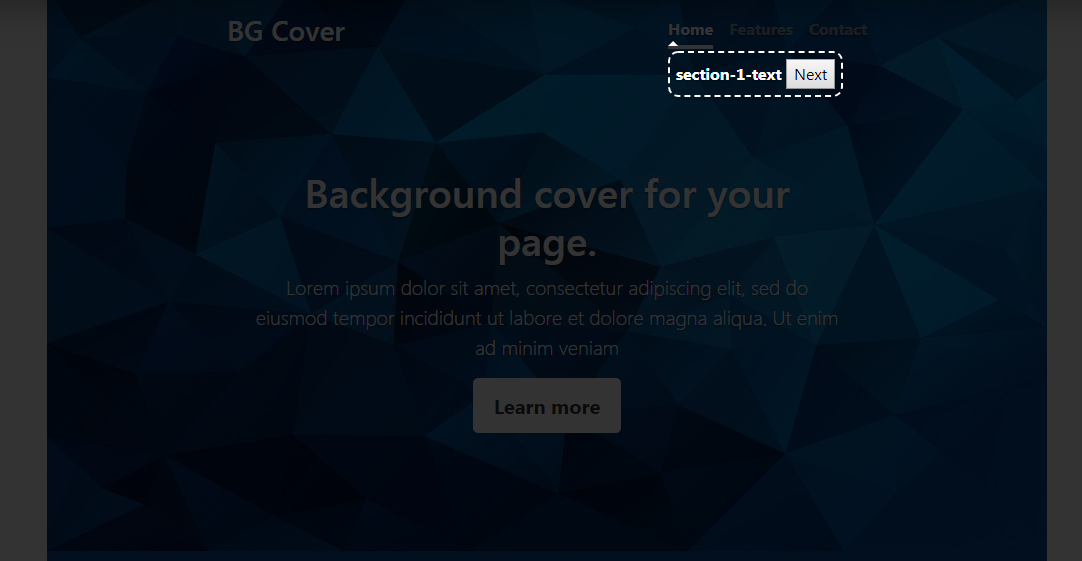 BG Cover
Home Features Contact
section-1-text Next
Background cover for your
page.
Lorem ipsum dolor sit amet, consectetur adipiscing elit, sed do
eiusmod tempor incididunt ut labore et dolore magna aliqua. Ut enim
ad minim veniam
Learn more